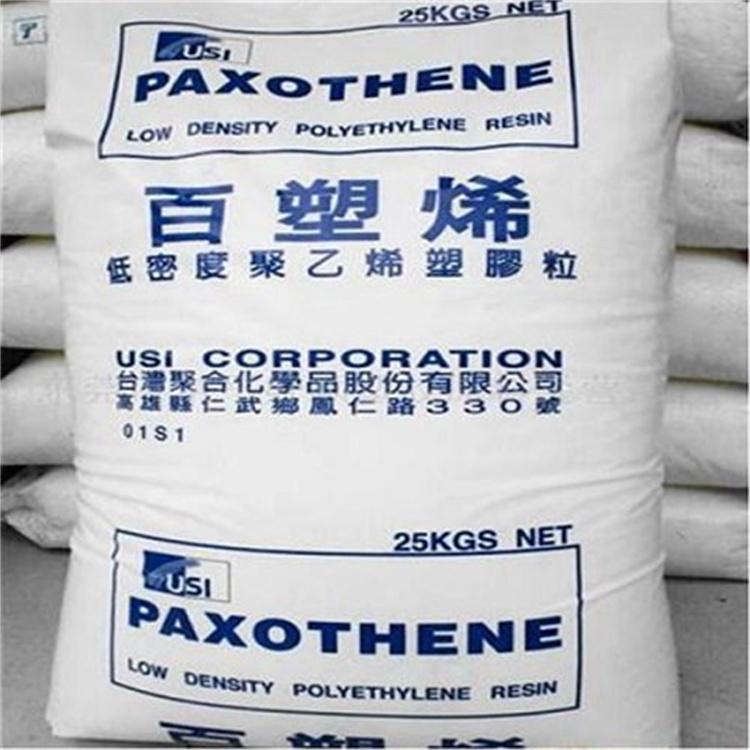 25KGS NET
USI
PAXOTHENE
LOW DENSITY POLYETHYLENE RESIN
百塑烯
低密度聚乙烯塑膠粒
USI CORPORATION
台灣聚合化學品股份有限公司
高雄縣仁武鄉鳳仁路330號
01S1
25KGS NET
USI
PAXOTHENE
LOW DENSITY POLYETHYLENE RESIN
百塑烯